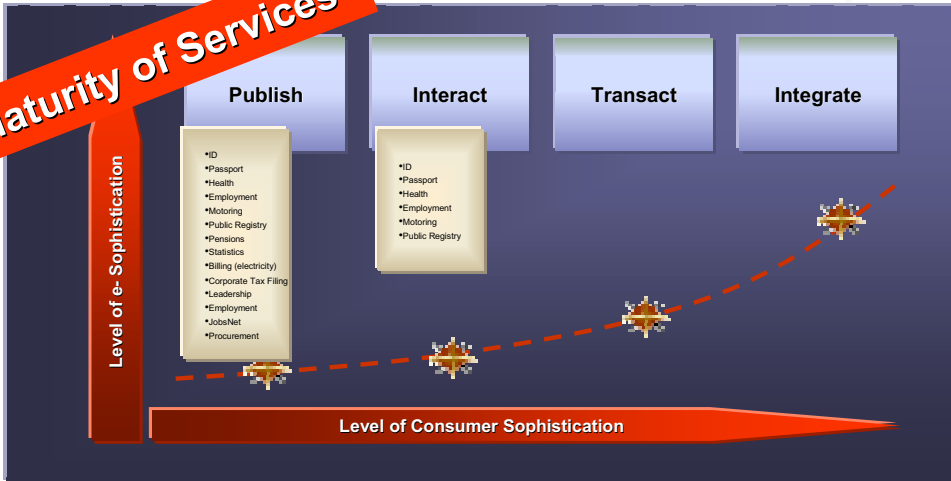 aturity of Services
Publish
Interact
Transact
Integrate
•ID
•Passport
•Health
•Employment
•Motoring
•Public Registry
•Pensions
•Statistics
•Billing (electricity)
•Corporate Tax Filing
•Leadership
•Employment
•JobsNet
•Procurement
•ID
•Passport
•Health
•Employment
•Motoring
•Public Registry
Level of e- Sophistication
Level of Consumer Sophistication